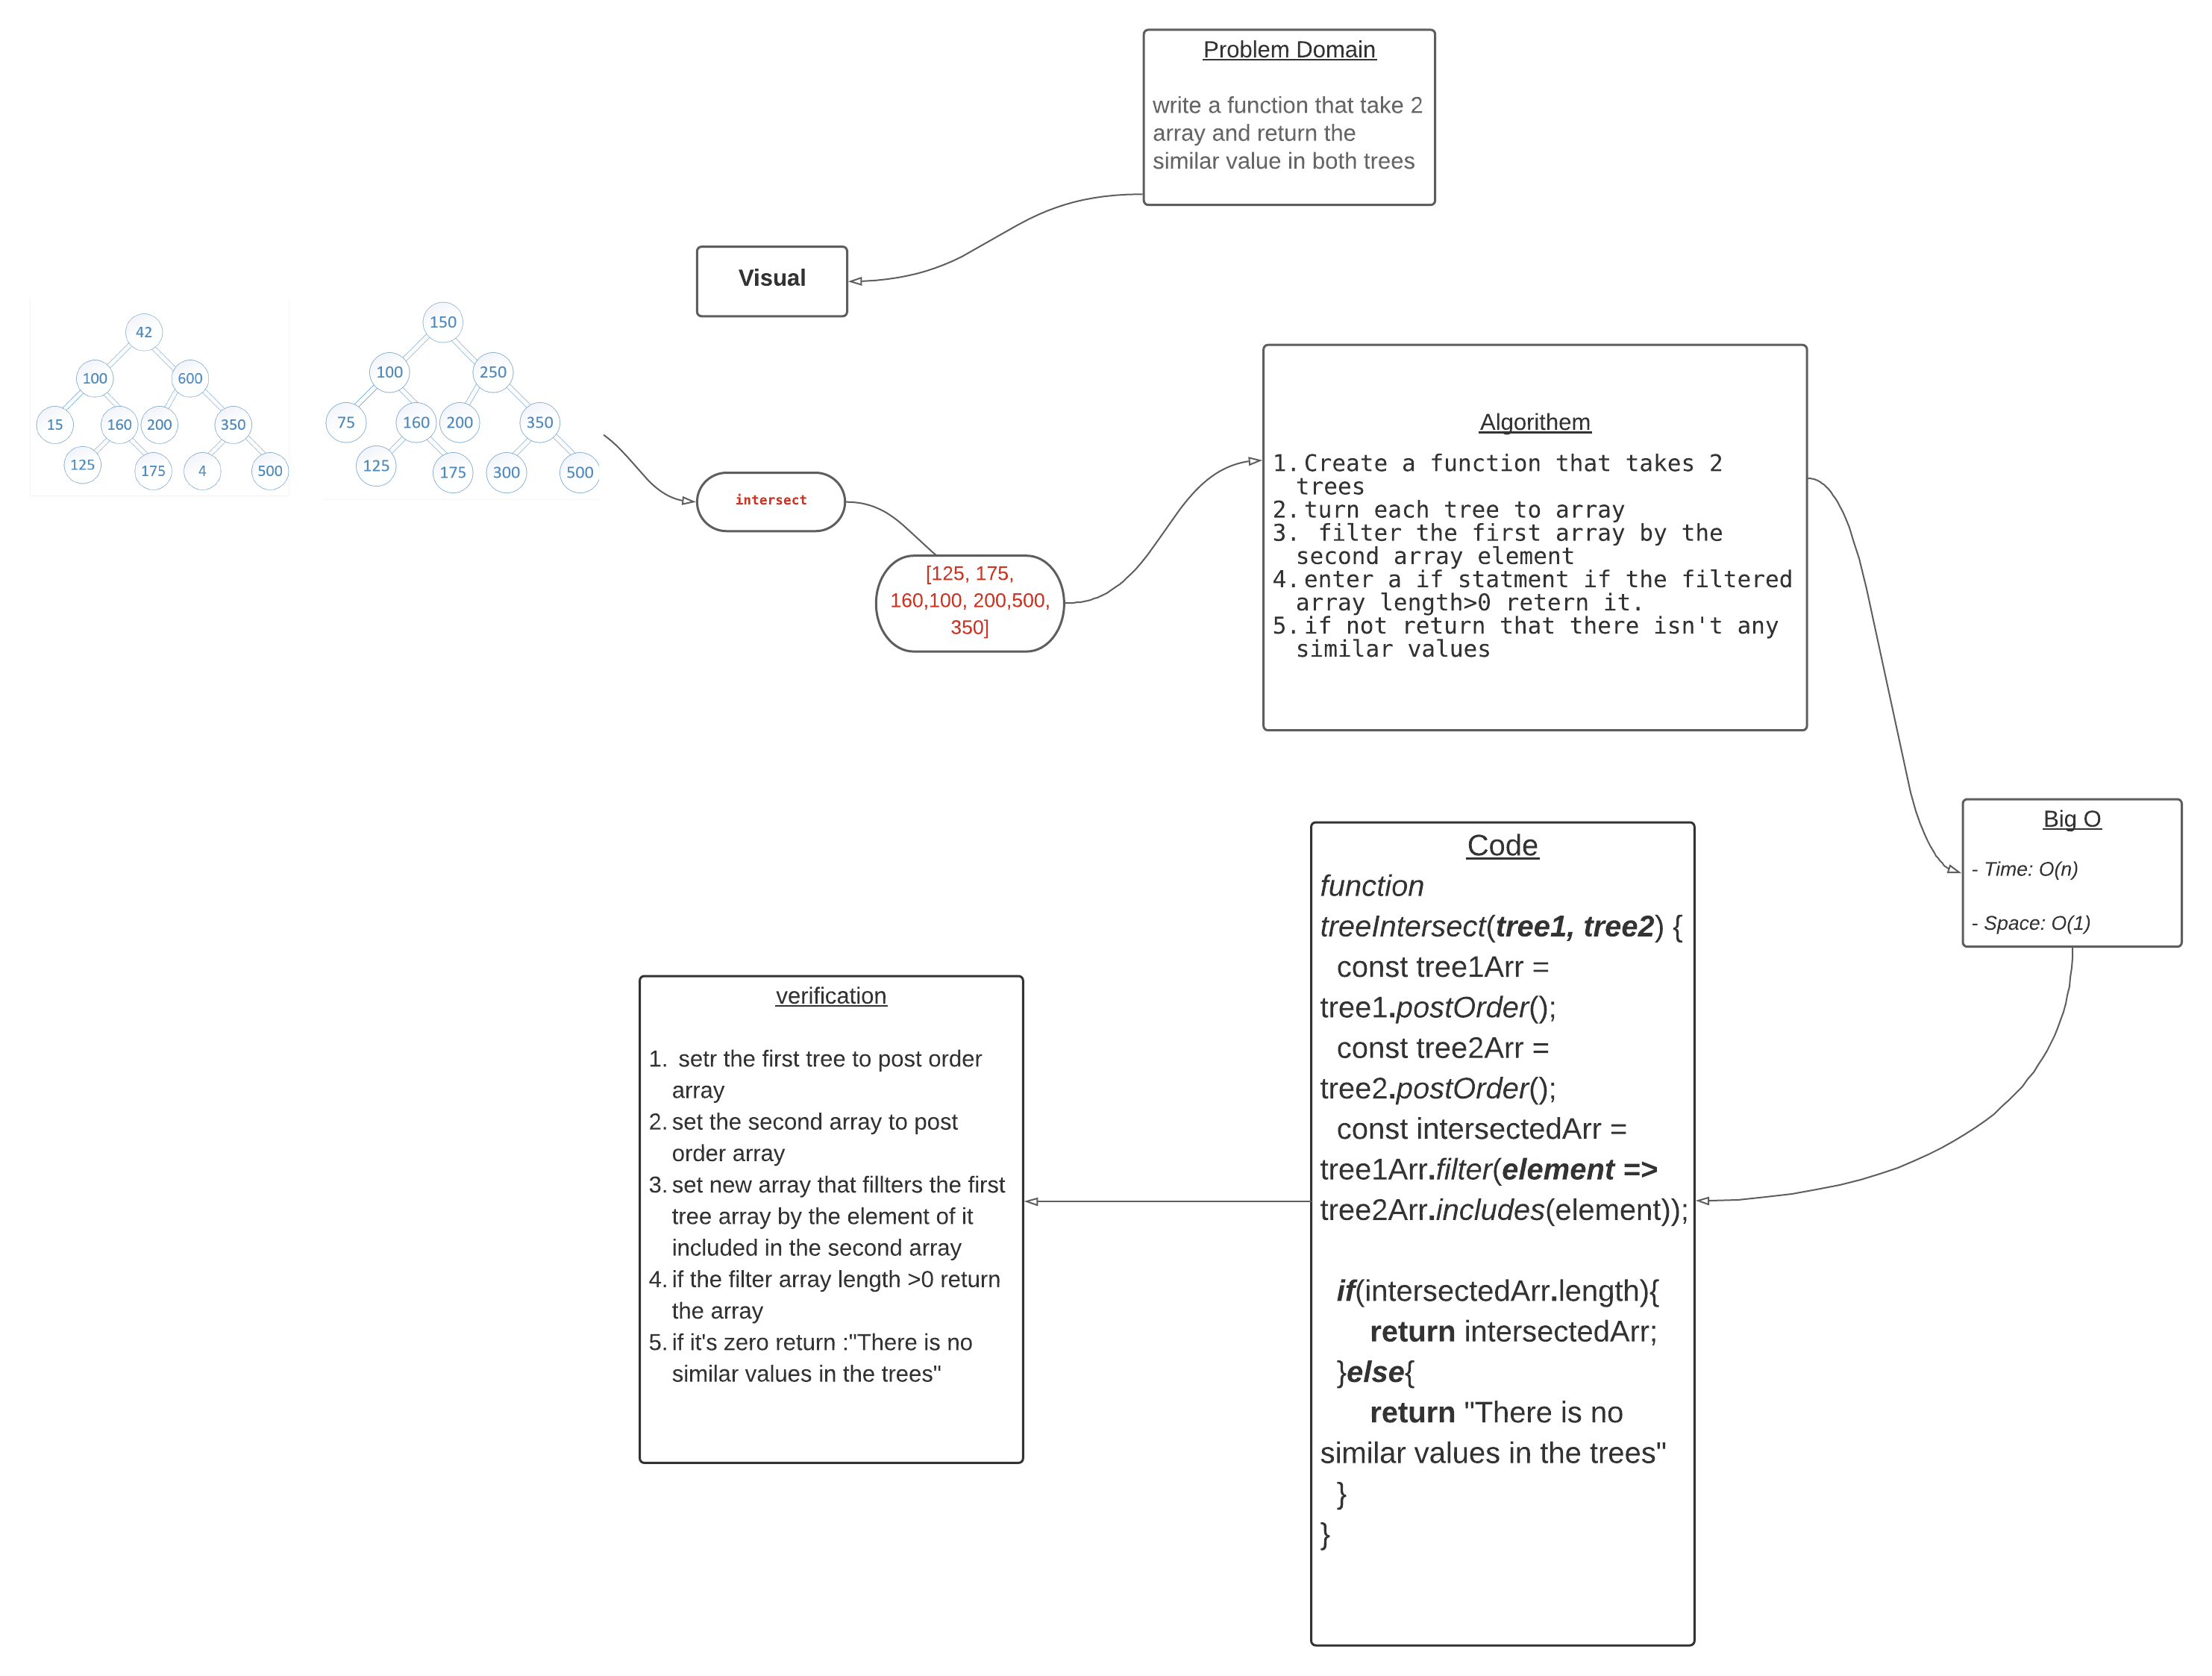 Problem Domain
write a function that take 2
array and return the
similar value in both trees
Visual
42
100
600
15
160
200
350
125
175
4
500
150
100
250
75
160
200
350
125
175
300
500
intersect
[125, 175,
160,100, 200,500,
350]
Algorithem
1. Create a function that takes 2
trees
2. turn each tree to array
3. filter the first array by the
second array element
4. enter a if statment if the filtered
array length>0 retern it.
5. if not return that there isn't any
similar values
Big O
- Time: O(n)
- Space: O(1)
Code
function
treeIntersect(tree1, tree2) {
const tree1Arr =
tree1.postOrder();
const tree2Arr =
tree2.postOrder();
const intersectedArr =
tree1Arr.filter(element =>
tree2Arr.includes(element));
if(intersectedArr.length){
return intersectedArr;
}else{
return "There is no
similar values in the trees"
}
}
verification
1. setr the first tree to post order
array
2. set the second array to post
order array
3. set new array that fillters the first
tree array by the element of it
included in the second array
4. if the filter array length >0 return
the array
5. if it's zero return :"There is no
similar values in the trees"